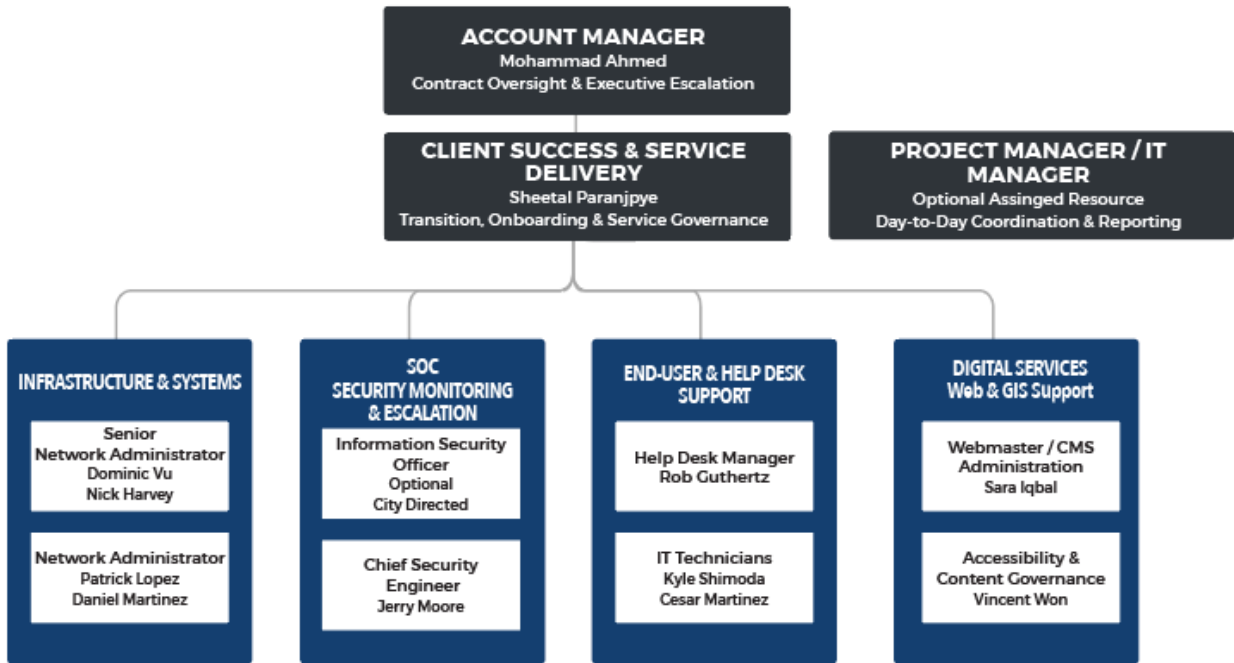 ACCOUNT MANAGER
Mohammad Ahmed
Contract Oversight & Executive Escalation
CLIENT SUCCESS & SERVICE
DELIVERY
Sheetal Paranjpye
Transition, Onboarding & Service Governance
PROJECT MANAGER / IT
MANAGER
Optional Assinged Resource
Day-to-Day Coordination & Reporting
INFRASTRUCTURE & SYSTEMS
Senior
Network Administrator
Dominic Vu
Nick Harvey
Network Administrator
Patrick Lopez
Daniel Martinez
SOC
SECURITY MONITORING
& ESCALATION
Information Security
Officer
Optional
City Directed
Chief Security
Engineer
Jerry Moore
END-USER & HELP DESK
SUPPORT
Help Desk Manager
Rob Guthertz
IT Technicians
Kyle Shimoda
Cesar Martinez
DIGITAL SERVICES
Web & GIS Support
Webmaster / CMS
Administration
Sara Iqbal
Accessibility &
Content Governance
Vincent Won